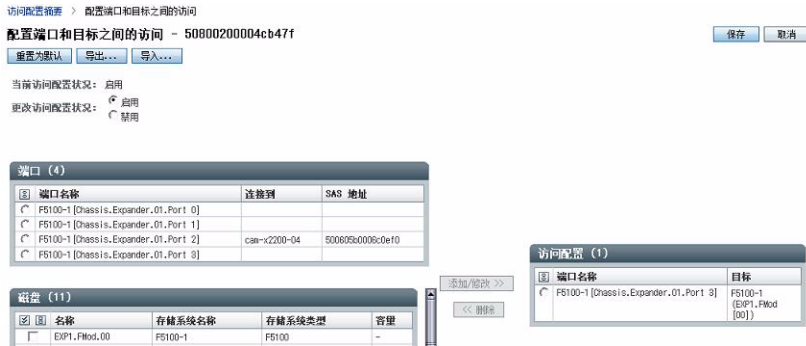 访问配置摘要 > 配置端口和目标之间的访问
配置端口和目标之间的访问 - 50800200004cb47f
保存 取消
重置为默认 导出... 导入...
当前访问配置状况: 启用
更改访问配置状况: 启用
禁用
端口 (4)
端口名称 连接到 SAS 地址
F5100-1 [Chassis.Expander.01.Port 0]
F5100-1 [Chassis.Expander.01.Port 1]
F5100-1 [Chassis.Expander.01.Port 2] cam-x2200-04 500605b0006c0ef0
F5100-1 [Chassis.Expander.01.Port 3]
添加/修改 >>
<< 删除
访问配置 (1)
端口名称 目标
F5100-1 [Chassis.Expander.01.Port 3] F5100-1
(EXP1.FMod
[00])
磁盘 (11)
名称 存储系统名称 存储系统类型 容里
EXP1.FMod.00 F5100-1 F5100 -